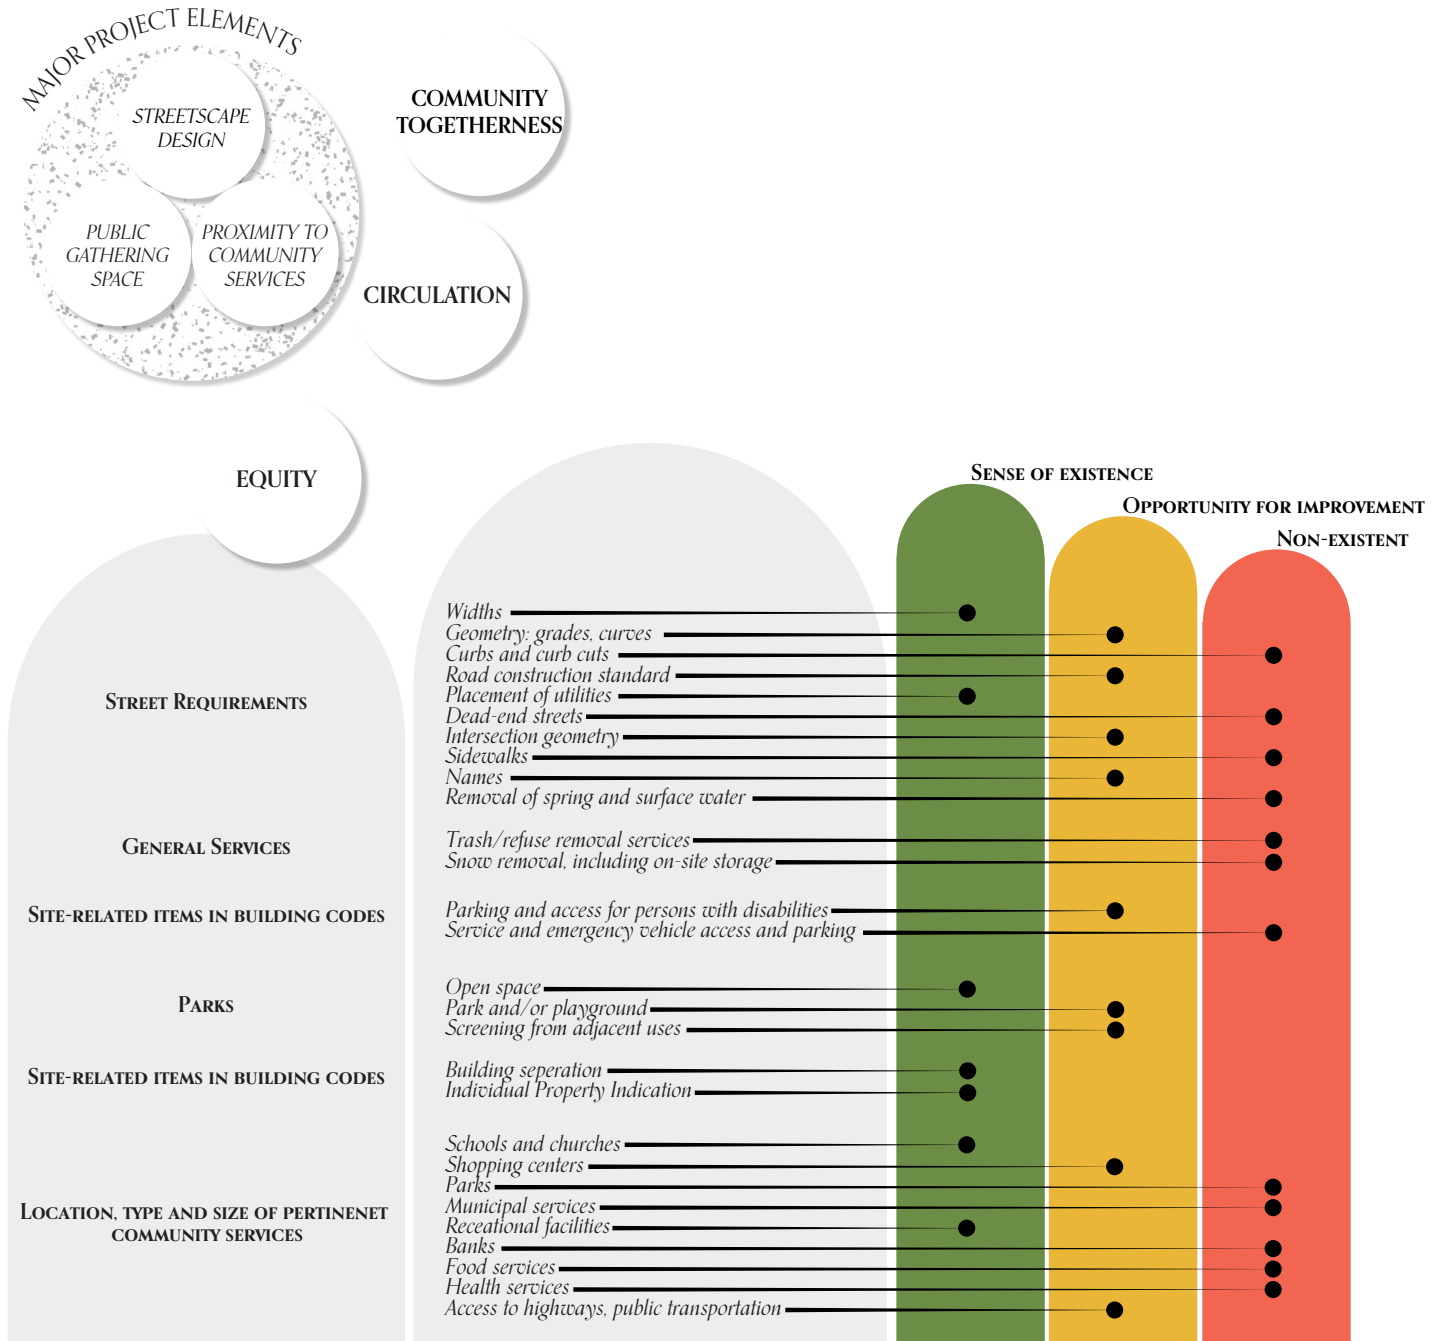 MAJOR PROJECT ELEMENTS
STREETSCAPE
DESIGN
PUBLIC
GATHERING
SPACE
PROXIMITY TO
COMMUNITY
SERVICES
COMMUNITY
TOGETHERNESS
CIRCULATION
EQUITY
Sense of existence
Opportunity for improvement
Non-existent
Street Requirements
Widths
Geometry: grades, curves
Curbs and curb cuts
Road construction standard
Placement of utilities
Dead-end streets
Intersection geometry
Sidewalks
Names
Removal of spring and surface water
General Services
Trash/refuse removal services
Snow removal, including on-site storage
Site-related items in building codes
Parking and access for persons with disabilities
Service and emergency vehicle access and parking
Parks
Open space
Park and/or playground
Screening from adjacent uses
Site-related items in building codes
Building seperation
Individual Property Indication
Location, type and size of pertinenet
community services
Schools and churches
Shopping centers
Parks
Municipal services
Receational facilities
Banks
Food services
Health services
Access to highways, public transportation